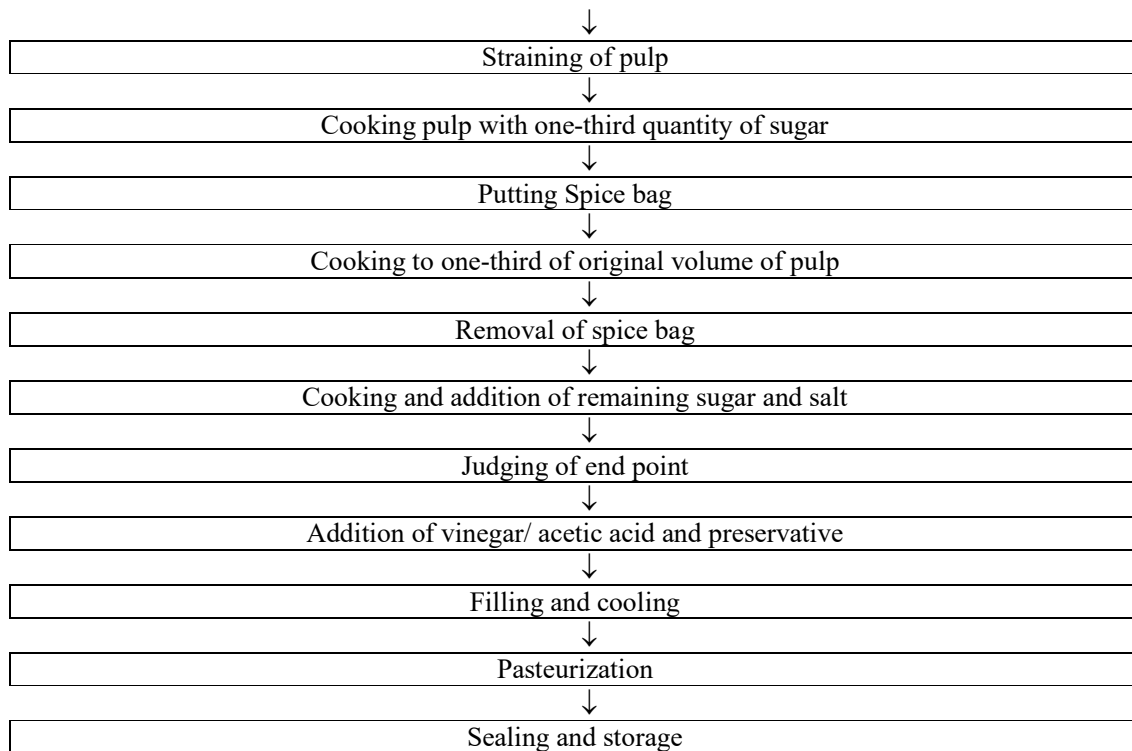 ↓
Straining of pulp
↓
Cooking pulp with one-third quantity of sugar
↓
Putting Spice bag
↓
Cooking to one-third of original volume of pulp
↓
Removal of spice bag
↓
Cooking and addition of remaining sugar and salt
↓
Judging of end point
↓
Addition of vinegar/ acetic acid and preservative
↓
Filling and cooling
↓
Pasteurization
↓
Sealing and storage